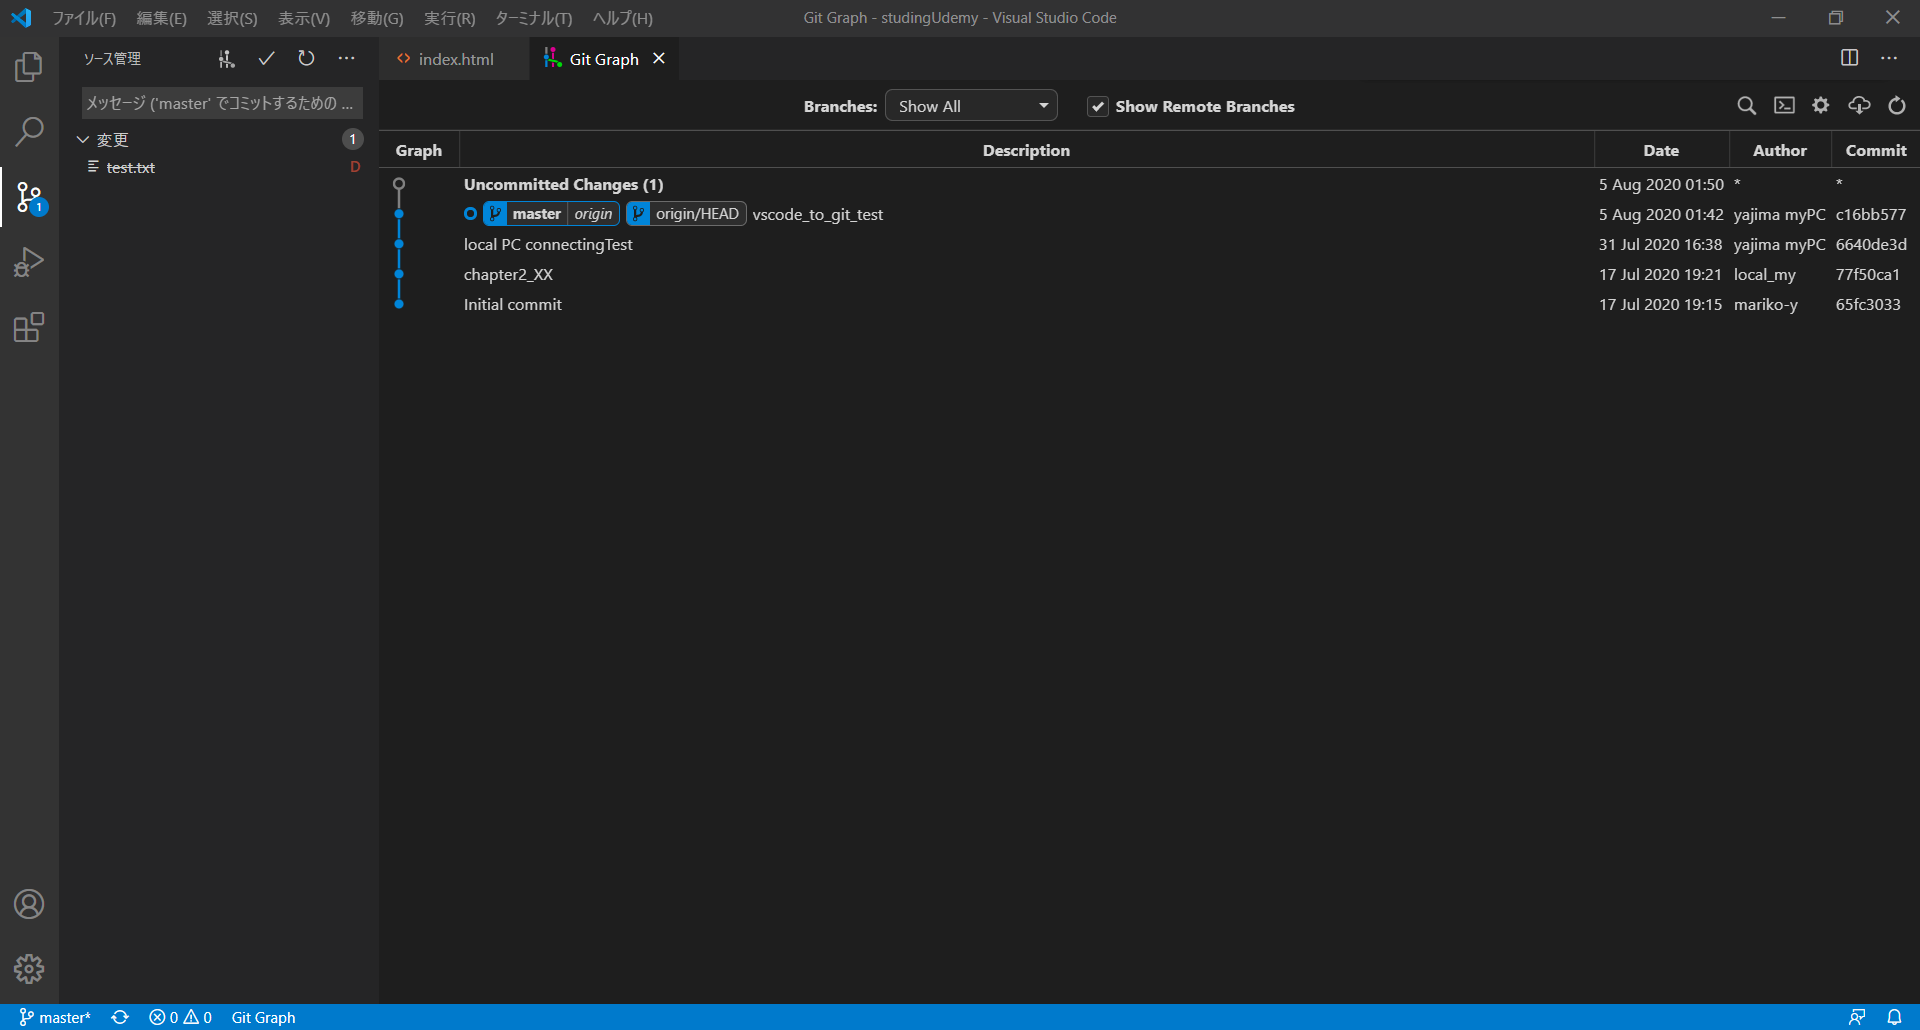 ファイル(F) 編集(E) 選択(S) 表示(V) 移動(G) 実行(R) ターミナル(T) ヘルプ(H) Git Graph - studingUdemy - Visual Studio Code
ソース管理
index.html Git Graph
メッセージ ('master' でコミットするための ...
Branches: Show All Show Remote Branches
変更 1
test.txt D
1
Graph Description Date Author Commit
Uncommitted Changes (1) 5 Aug 2020 01:50 * *
master origin origin/HEAD vscode_to_git_test 5 Aug 2020 01:42 yajima myPC c16bb577
local PC connectingTest 31 Jul 2020 16:38 yajima myPC 6640de3d
chapter2_XX 17 Jul 2020 19:21 local_my 77f50ca1
Initial commit 17 Jul 2020 19:15 mariko-y 65fc3033
master* 0 0 Git Graph